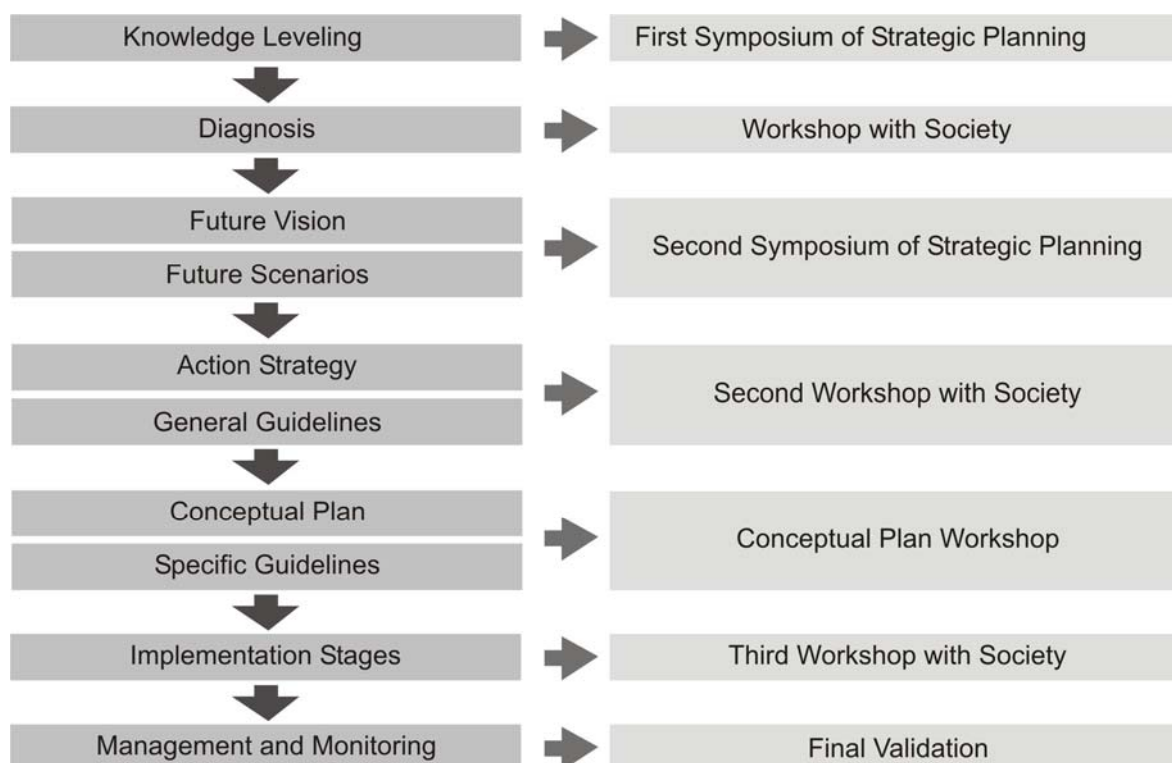 Knowledge Leveling
First Symposium of Strategic Planning
Diagnosis
Workshop with Society
Future Vision
Future Scenarios
Second Symposium of Strategic Planning
Action Strategy
General Guidelines
Second Workshop with Society
Conceptual Plan
Specific Guidelines
Conceptual Plan Workshop
Implementation Stages
Third Workshop with Society
Management and Monitoring
Final Validation